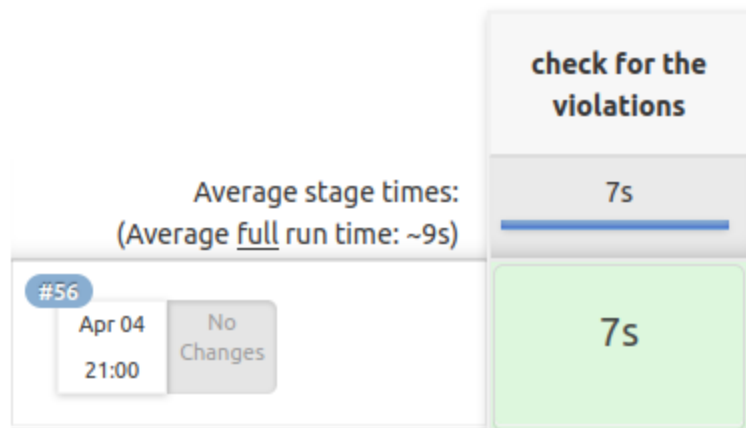 check for the
violations
Average stage times:
7s
(Average full run time: ~9s)
#56
Apr 04
No
Changes
21:00
7s